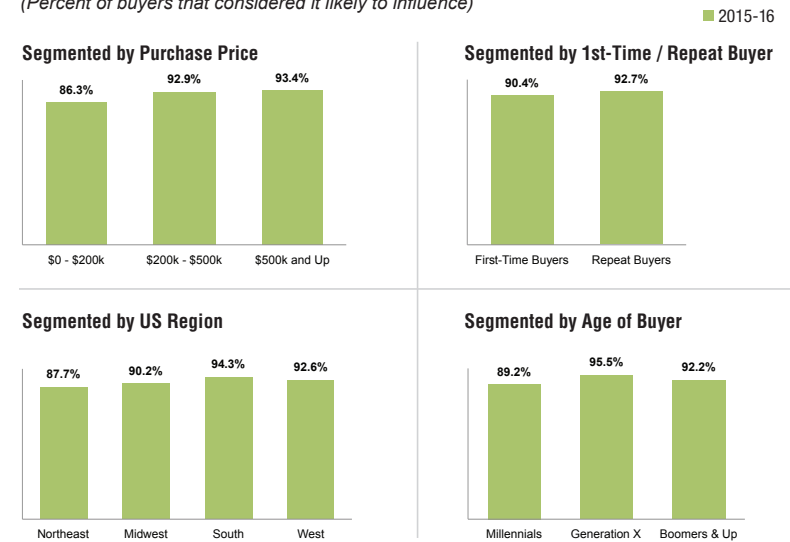 (Percent of buyers that considered it likely to influence)
2015-16
Segmented by Purchase Price
86.3%
92.9%
93.4%
$0 - $200k
$200k - $500k
$500k and Up
Segmented by 1st-Time / Repeat Buyer
90.4%
92.7%
First-Time Buyers
Repeat Buyers
Segmented by US Region
87.7%
90.2%
94.3%
92.6%
Northeast
Midwest
South
West
Segmented by Age of Buyer
89.2%
95.5%
92.2%
Millennials
Generation X
Boomers & Up